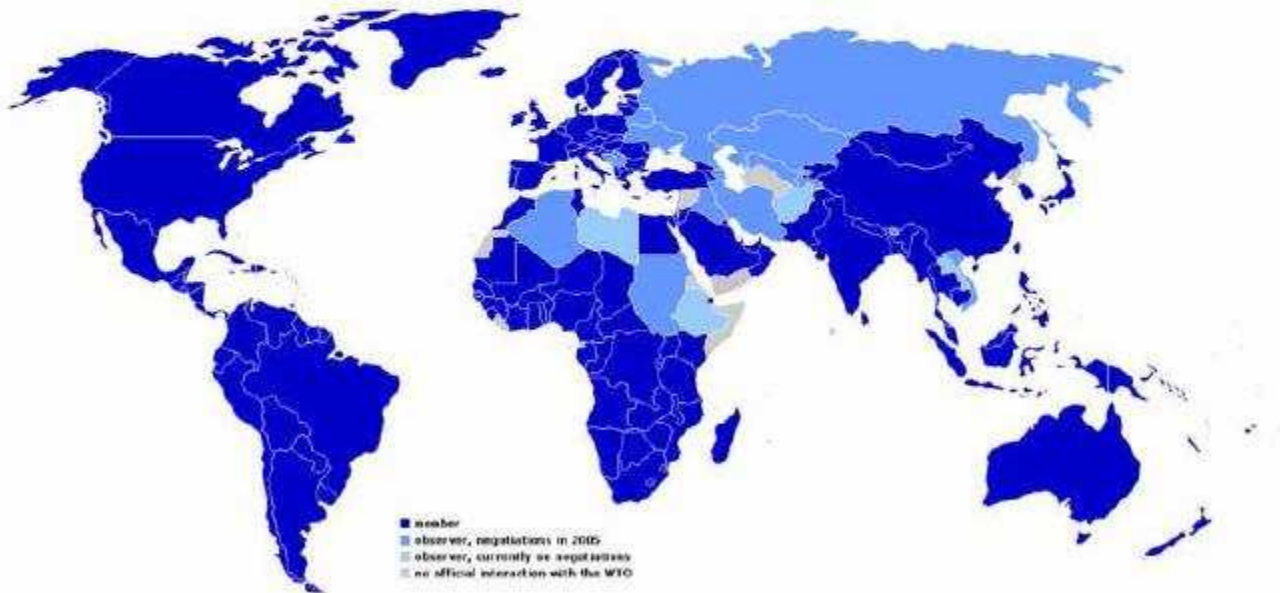 member
observer, negotiations in 2005
observer, currently no negotiations
no official interaction with the WTO